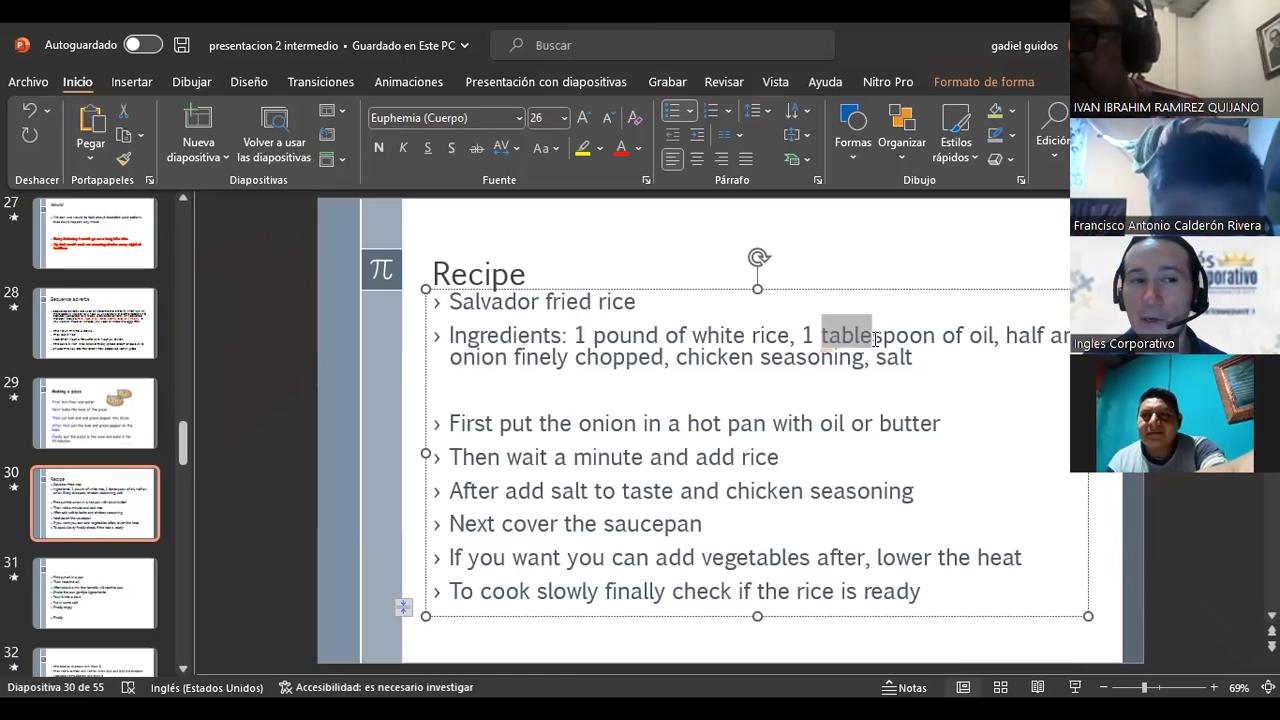 Autoguardado
presentacion 2 intermedio • Guardado en Este PC
Buscar
gadiel guidos
Archivo Inicio Insertar Dibujar Diseño Transiciones Animaciones Presentación con diapositivas Grabar Revisar Vista Ayuda Nitro Pro Formato de forma
Pegar
Nueva diapositiva
Volver a usar las diapositivas
Euphemia (Cuerpo) 26
N K S S ab AV Aa A
Formas
Organizar
Estilos rápidos
Edición
Deshacer Portapapeles Diapositivas Fuente Párrafo Dibujo
IVAN IBRAHIM RAMIREZ QUIJANO
Francisco Antonio Calderón Rivera
Ingles Corporativo
27
28
Sequence adverbs
29
Making a pizza
30
Recipe
31
32
π
Recipe
› Salvador fried rice
› Ingredients: 1 pound of white rice, 1 tablespoon of oil, half an
onion finely chopped, chicken seasoning, salt
› First put the onion in a hot pan with oil or butter
› Then wait a minute and add rice
› After add salt to taste and chicken seasoning
› Next cover the saucepan
› If you want you can add vegetables after, lower the heat
› To cook slowly finally check if the rice is ready
Diapositiva 30 de 55
Inglés (Estados Unidos)
Accesibilidad: es necesario investigar
Notas
69%